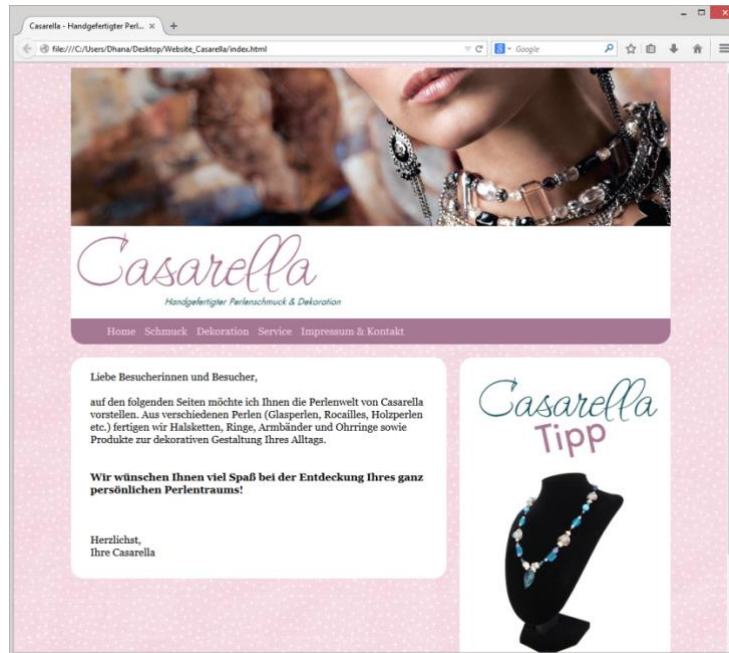 Casarella - Handgefertigter Perl...
file:///C:/Users/Dhana/Desktop/Website_Casarella/index.html
Google
Casarella
Handgefertigter Perlenschmuck & Dekoration
Home Schmuck Dekoration Service Impressum & Kontakt
Liebe Besucherinnen und Besucher,
auf den folgenden Seiten möchte ich Ihnen die Perlenwelt von Casarella
vorstellen. Aus verschiedenen Perlen (Glasperlen, Rocailles, Holzperlen
etc.) fertigen wir Halsketten, Ringe, Armbänder und Ohrringe sowie
Produkte zur dekorativen Gestaltung Ihres Alltags.
Wir wünschen Ihnen viel Spaß bei der Entdeckung Ihres ganz
persönlichen Perlentraums!
Herzlichst,
Ihre Casarella
Casarella
Tipp